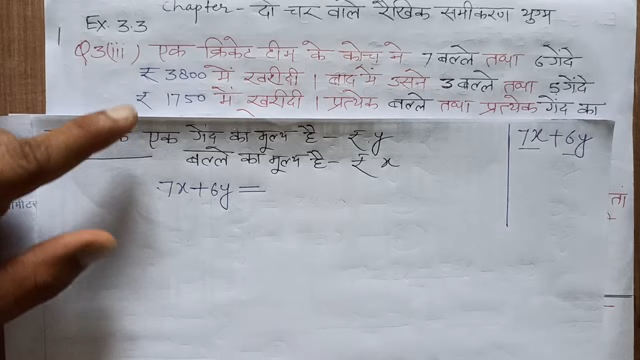 Chapter - दो चर वाले रैखिक समीकरण युग्म
Ex. 3.3
Q3(iii) एक क्रिकेट टीम के कोच ने 7 बल्ले तथा 6 गेंदे
₹ 3800 में खरीदी । बाद में उसने 3 बल्ले तथा 5 गेंदे
₹ 1750 में खरीदी । प्रत्येक बल्ले तथा प्रत्येक गेंद का
एक गेंद का मूल्य है - ₹ y
बल्ले का मूल्य है - ₹ x
7x+6y =
7x+6y